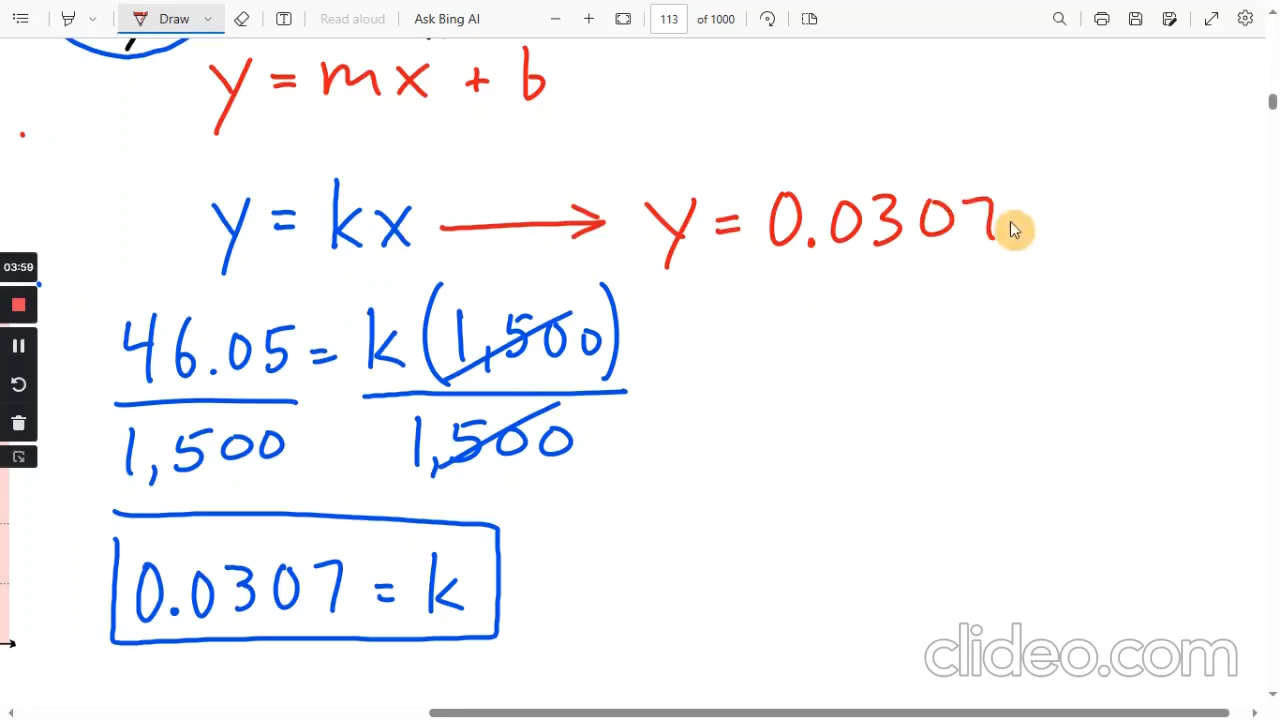 Draw Read aloud Ask Bing AI 113 of 1000
y = mx + b
y = kx → y = 0.0307
03:59
46.05 = k(1,500)
1,500 1,500
0.0307 = k
clideo.com